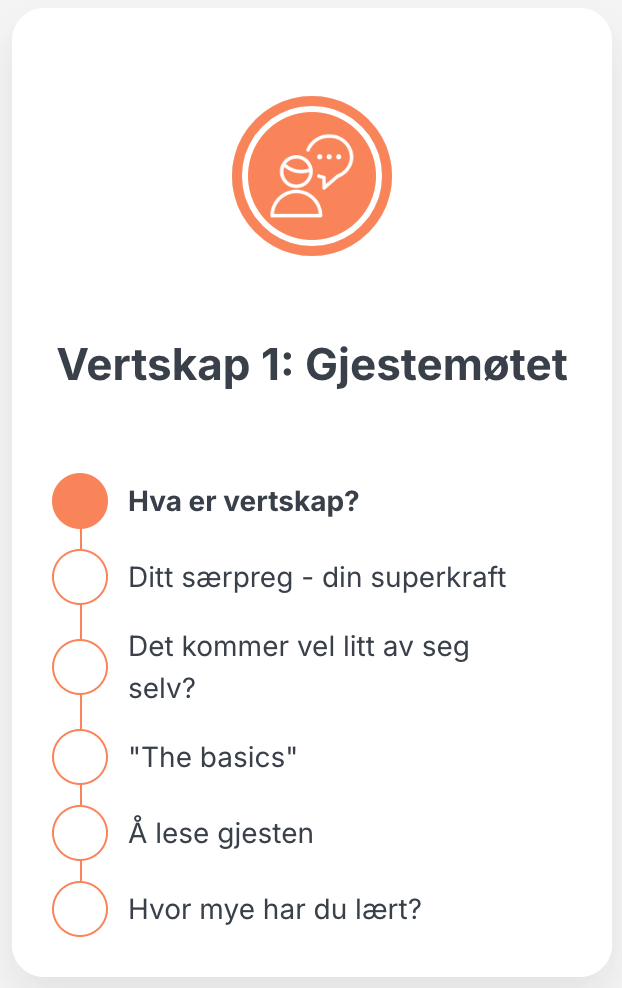 Vertskap 1: Gjestemøtet
Hva er vertskap?
Ditt særpreg - din superkraft
Det kommer vel litt av seg
selv?
"The basics"
Å lese gjesten
Hvor mye har du lært?